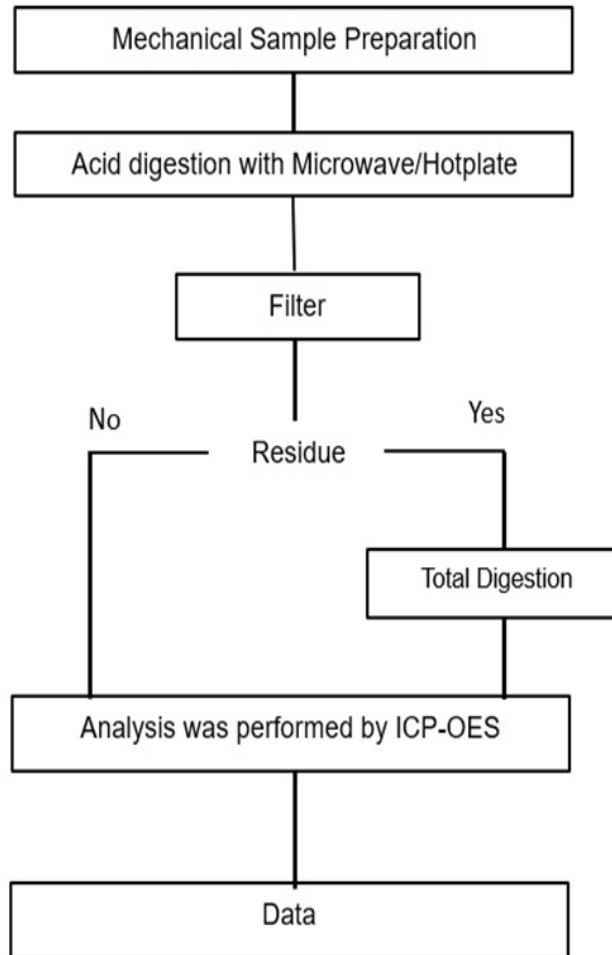 Mechanical Sample Preparation
Acid digestion with Microwave/Hotplate
Filter
No
Yes
Residue
Total Digestion
Analysis was performed by ICP-OES
Data